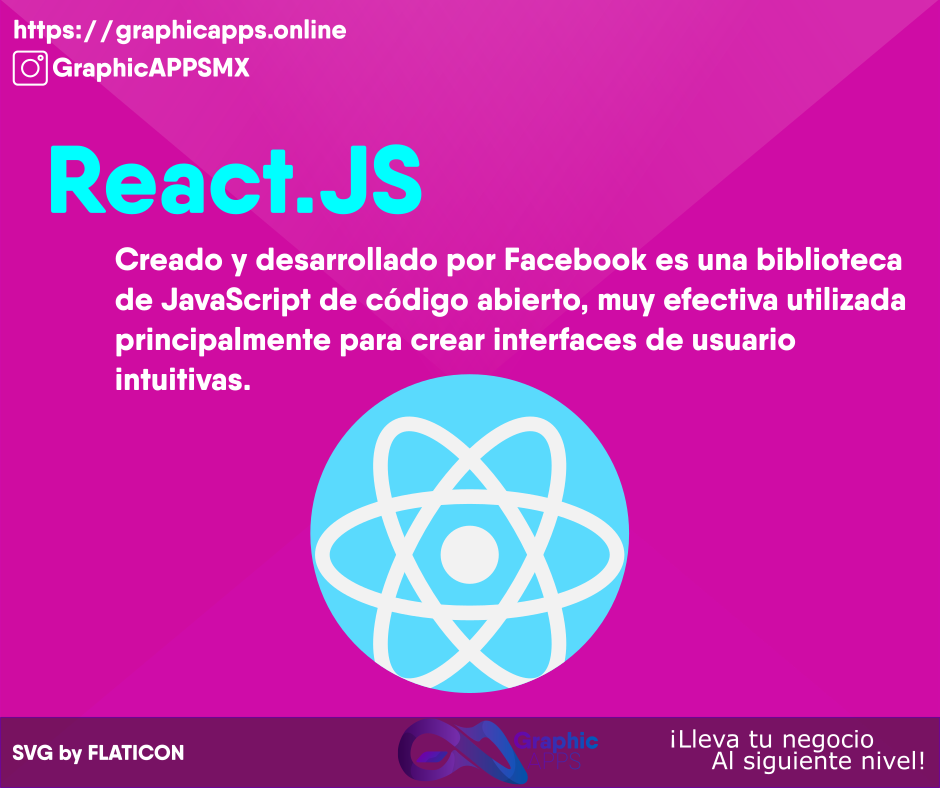 https://graphicapps.online
GraphicAPPSMX
React.JS
Creado y desarrollado por Facebook es una biblioteca
de JavaScript de código abierto, muy efectiva utilizada
principalmente para crear interfaces de usuario
intuitivas.
SVG by FLATICON
Graphic
APPS
¡Lleva tu negocio
Al siguiente nivel!